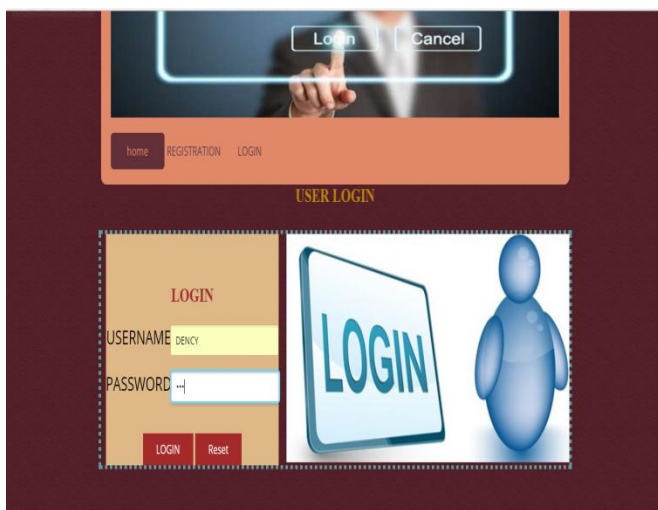 Login Cancel
home REGISTRATION LOGIN
USER LOGIN
LOGIN
USERNAME DENCY
PASSWORD ···
LOGIN Reset
LOGIN